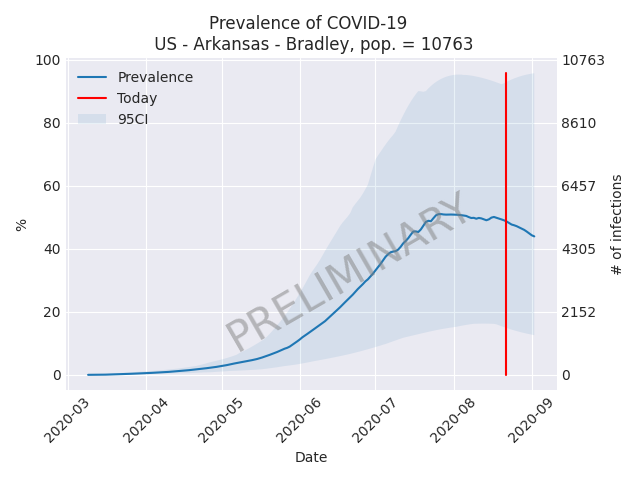 Prevalence of COVID-19
US - Arkansas - Bradley, pop. = 10763
100
80
60
40
20
0
%
Prevalence
Today
95CI
PRELIMINARY
10763
8610
6457
4305
2152
0
# of infections
2020-03
2020-04
2020-05
2020-06
2020-07
2020-08
2020-09
Date